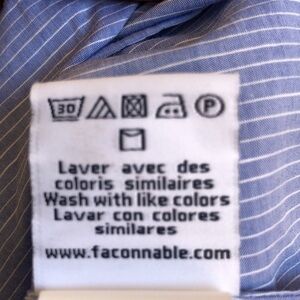 30 P
Laver avec des
coloris similaires
Wash with like colors
Lavar con colores
similares
www.faconnable.com